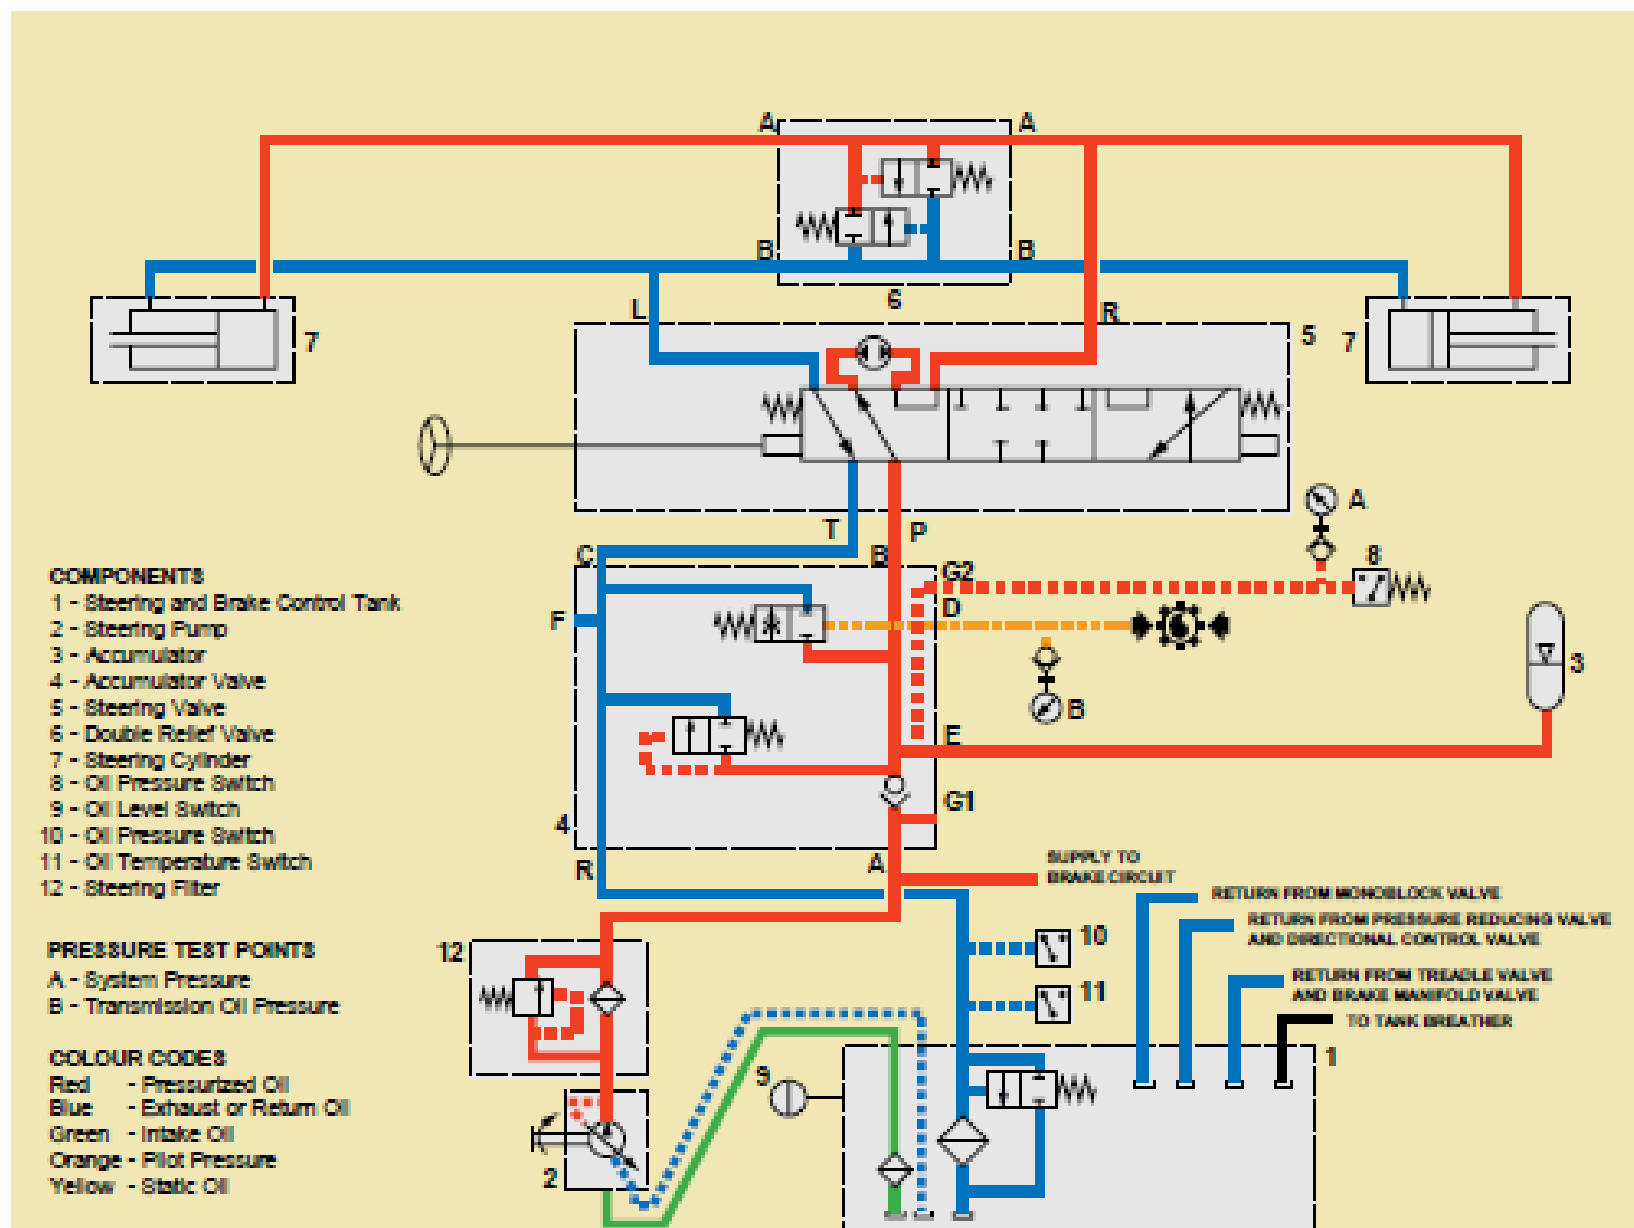 A A
B B
6
L R
7 5 7
A
T P
8
C B G2
D
F
3
B
E
G1
4
R A
COMPONENTS
1 - Steering and Brake Control Tank
2 - Steering Pump
3 - Accumulator
4 - Accumulator Valve
5 - Steering Valve
6 - Double Relief Valve
7 - Steering Cylinder
8 - Oil Pressure Switch
9 - Oil Level Switch
10 - Oil Pressure Switch
11 - Oil Temperature Switch
12 - Steering Filter
SUPPLY TO
BRAKE CIRCUIT
RETURN FROM MONOBLOCK VALVE
RETURN FROM PRESSURE REDUCING VALVE
AND DIRECTIONAL CONTROL VALVE
RETURN FROM TREADLE VALVE
AND BRAKE MANIFOLD VALVE
TO TANK BREATHER
12
10
11
1
9
2
PRESSURE TEST POINTS
A - System Pressure
B - Transmission Oil Pressure
COLOUR CODES
Red - Pressurized Oil
Blue - Exhaust or Return Oil
Green - Intake Oil
Orange - Pilot Pressure
Yellow - Static Oil